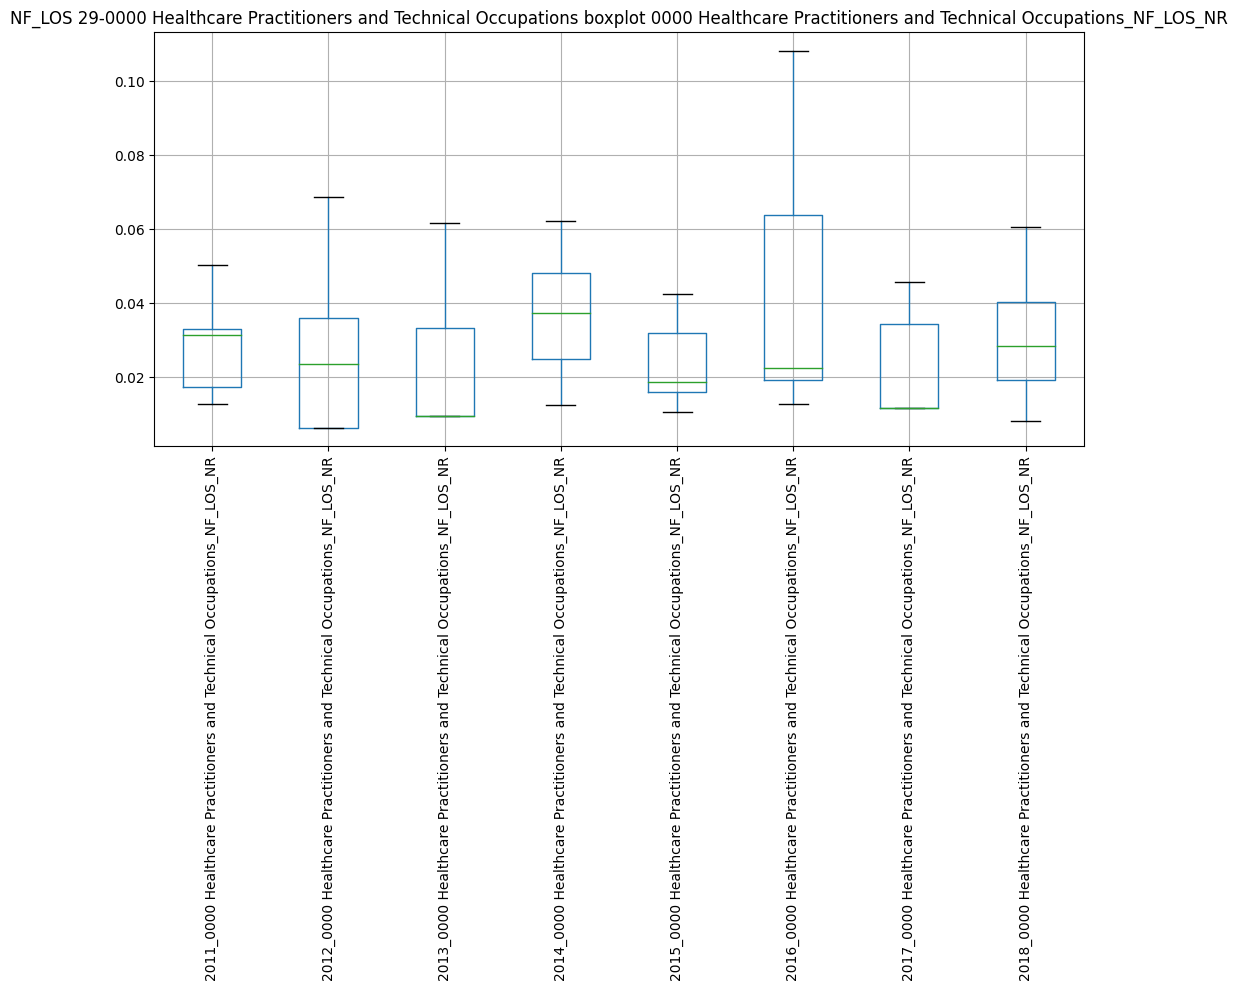 NF_LOS 29-0000 Healthcare Practitioners and Technical Occupations boxplot 0000 Healthcare Practitioners and Technical Occupations_NF_LOS_NR
0.10
0.08
0.06
0.04
0.02
2011_0000 Healthcare Practitioners and Technical Occupations_NF_LOS_NR
2012_0000 Healthcare Practitioners and Technical Occupations_NF_LOS_NR
2013_0000 Healthcare Practitioners and Technical Occupations_NF_LOS_NR
2014_0000 Healthcare Practitioners and Technical Occupations_NF_LOS_NR
2015_0000 Healthcare Practitioners and Technical Occupations_NF_LOS_NR
2016_0000 Healthcare Practitioners and Technical Occupations_NF_LOS_NR
2017_0000 Healthcare Practitioners and Technical Occupations_NF_LOS_NR
2018_0000 Healthcare Practitioners and Technical Occupations_NF_LOS_NR